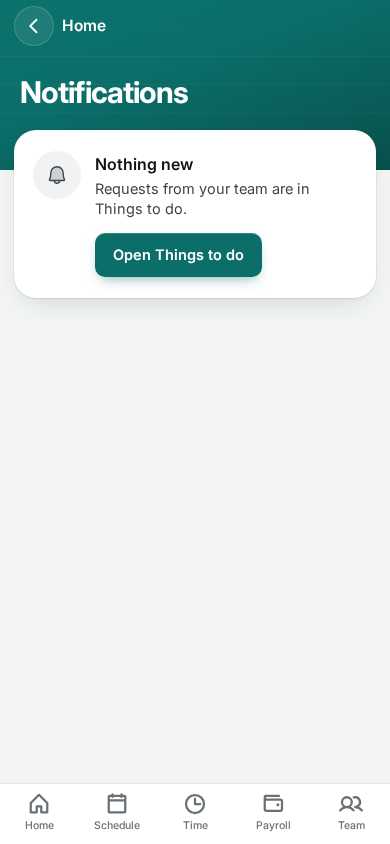 Home
Notifications
Nothing new
Requests from your team are in
Things to do.
Open Things to do
Home
Schedule
Time
Payroll
Team